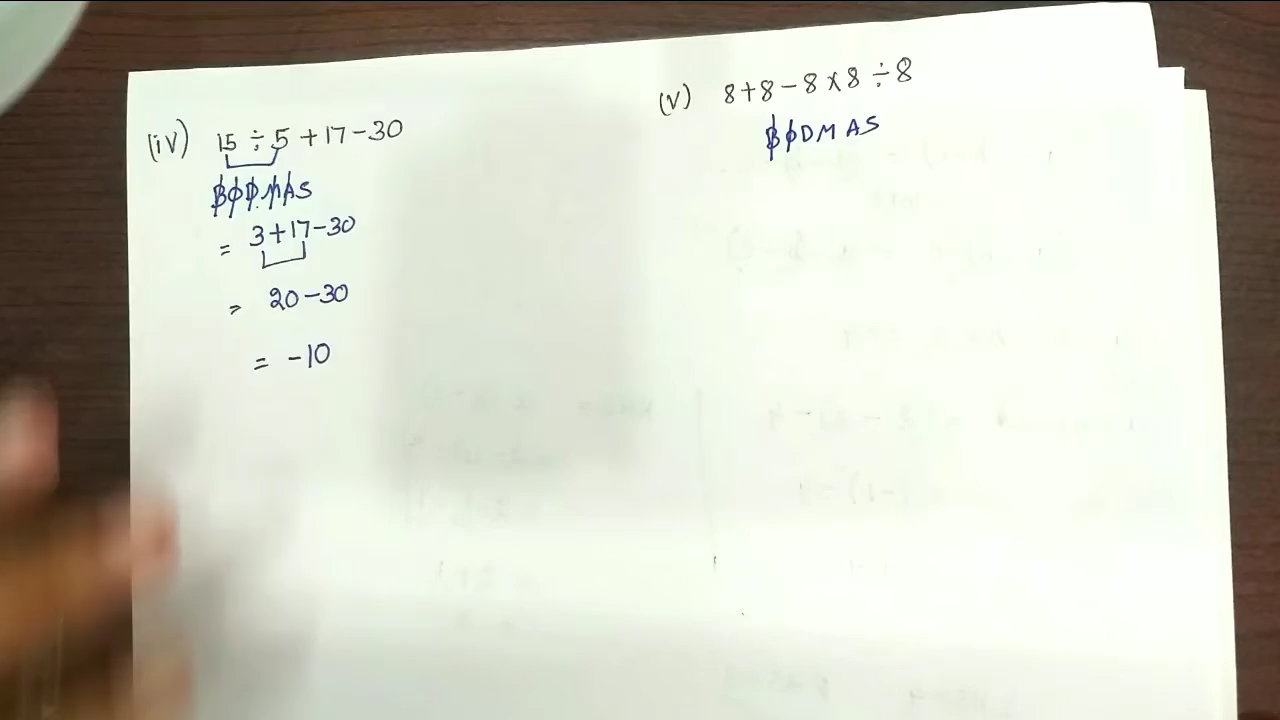 (iv) 15 ÷ 5 + 17 - 30
BODMAS
= 3 + 17 - 30
= 20 - 30
= -10
(v) 8 + 8 - 8 × 8 ÷ 8
BODMAS